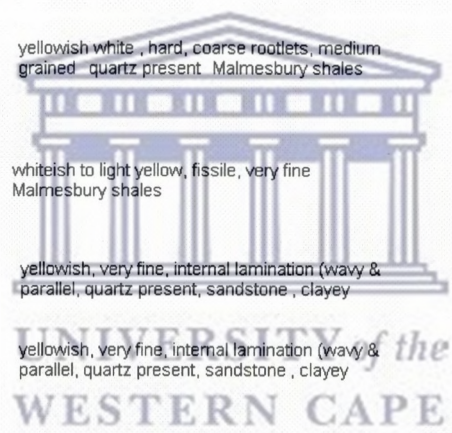 yellowish white , hard, coarse rootlets, medium
grained quartz present Malmesbury shales
whiteish to light yellow, fissile, very fine
Malmesbury shales
yellowish, very fine, internal lamination (wavy &
parallel, quartz present, sandstone , clayey
UNIVERSITY of the
yellowish, very fine, internal lamination (wavy &
parallel, quartz present, sandstone , clayey
WESTERN CAPE